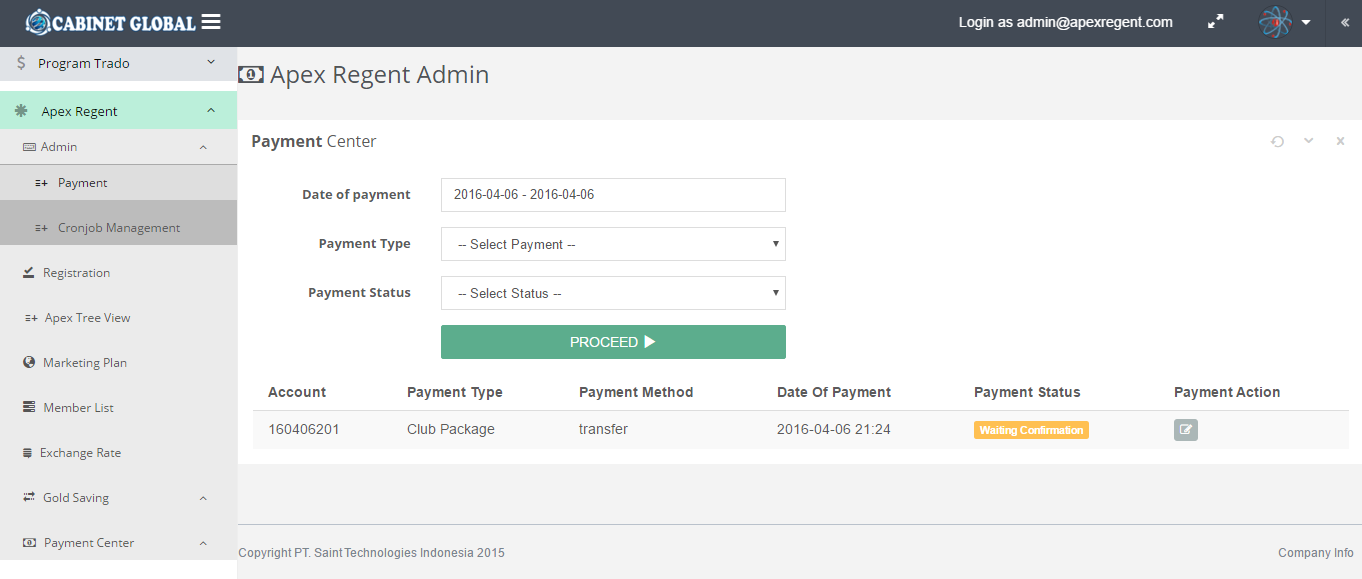 CABINET GLOBAL
Login as admin@apexregent.com
Program Trado
Apex Regent
Admin
Payment
Cronjob Management
Registration
Apex Tree View
Marketing Plan
Member List
Exchange Rate
Gold Saving
Payment Center
Apex Regent Admin
Payment Center
Date of payment 2016-04-06 - 2016-04-06
Payment Type -- Select Payment --
Payment Status -- Select Status --
PROCEED
Account Payment Type Payment Method Date Of Payment Payment Status Payment Action
160406201 Club Package transfer 2016-04-06 21:24 Waiting Confirmation
Copyright PT. Saint Technologies Indonesia 2015 Company Info